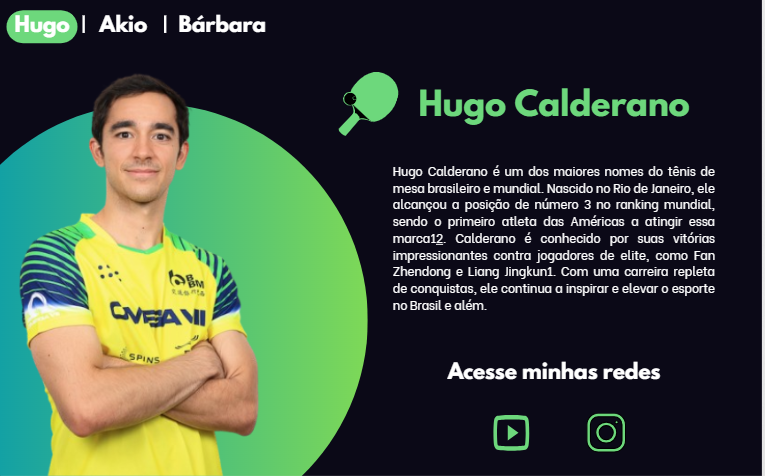 Hugo | Akio | Bárbara
Hugo Calderano
Hugo Calderano é um dos maiores nomes do tênis de
mesa brasileiro e mundial. Nascido no Rio de Janeiro, ele
alcançou a posição de número 3 no ranking mundial,
sendo o primeiro atleta das Américas a atingir essa
marca12. Calderano é conhecido por suas vitórias
impressionantes contra jogadores de elite, como Fan
Zhendong e Liang Jingkun1. Com uma carreira repleta
de conquistas, ele continua a inspirar e elevar o esporte
no Brasil e além.
SPINS
Acesse minhas redes